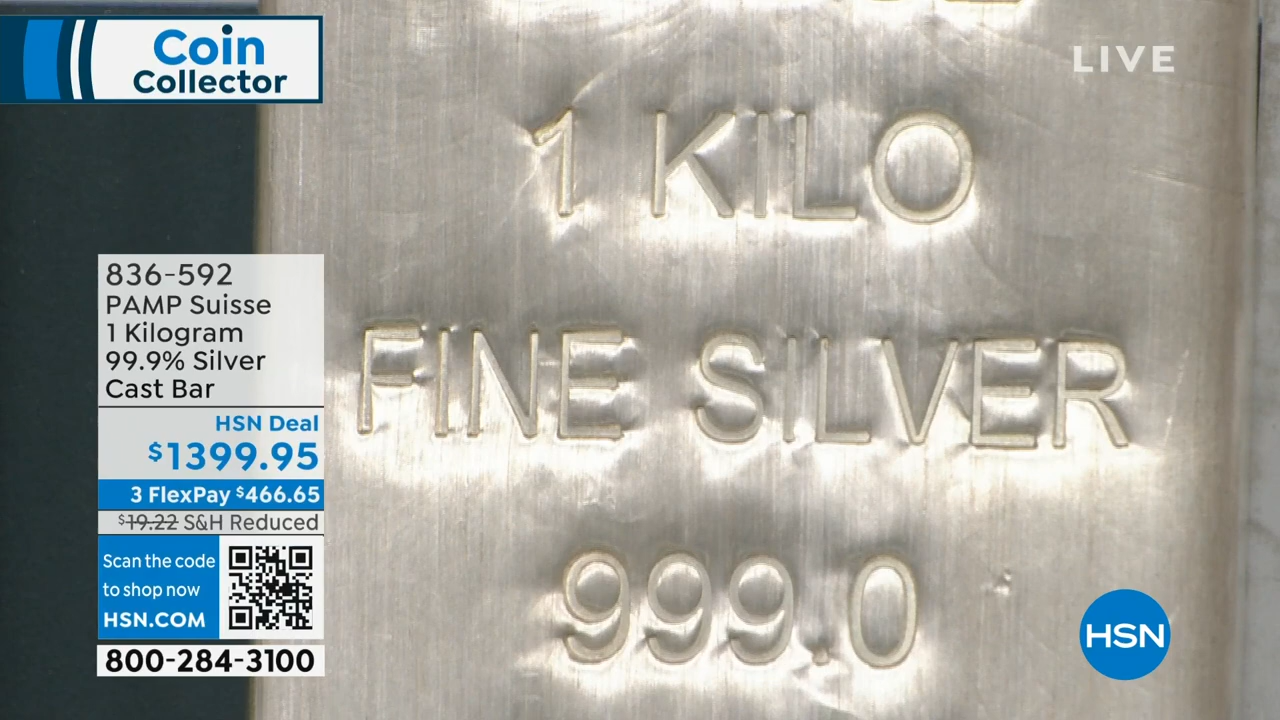 Coin
Collector
LIVE
1 KILO
FINE SILVER
999.0
836-592
PAMP Suisse
1 Kilogram
99.9% Silver
Cast Bar
HSN Deal
$1399.95
3 FlexPay $466.65
$19.22 S&H Reduced
Scan the code
to shop now
HSN.COM
800-284-3100
HSN